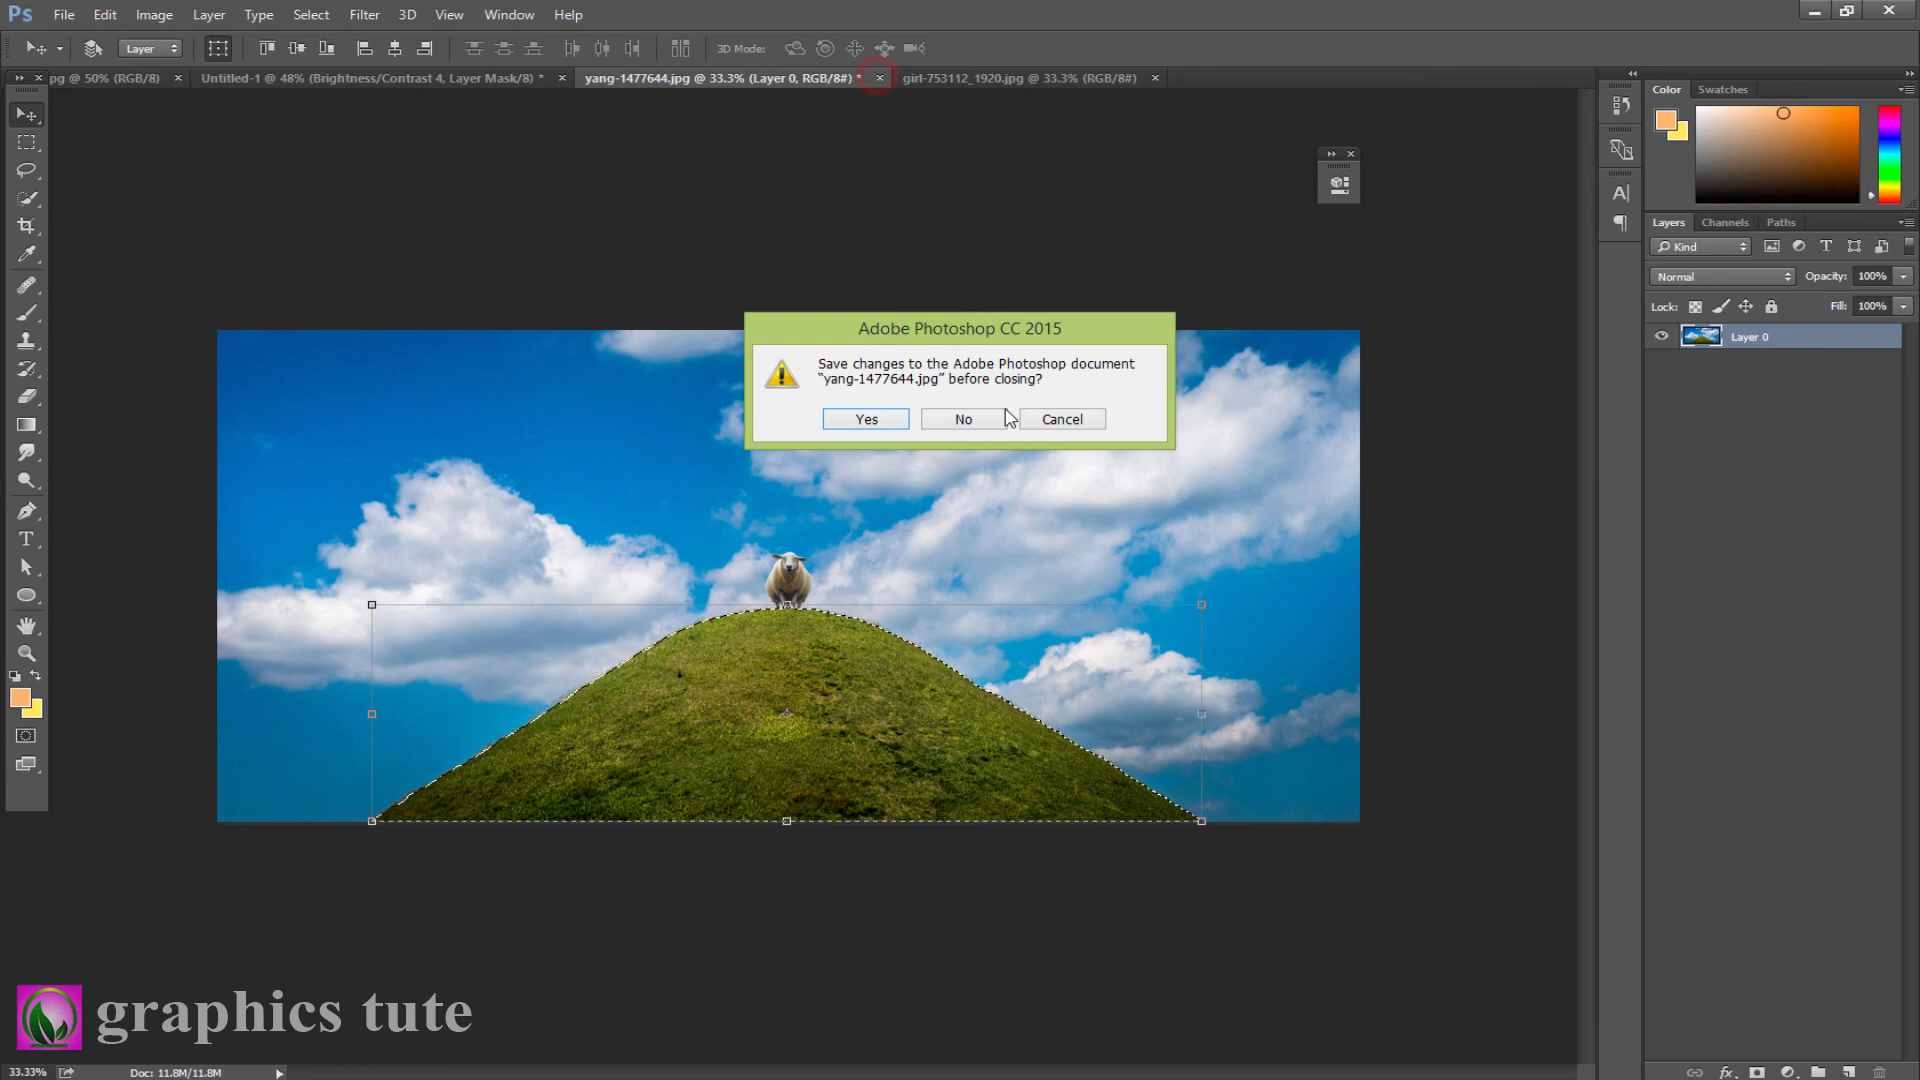 Ps File Edit Image Layer Type Select Filter 3D View Window Help
Layer 3D Mode:
pg @ 50% (RGB/8) Untitled-1 @ 48% (Brightness/Contrast 4, Layer Mask/8) * yang-1477644.jpg @ 33.3% (Layer 0, RGB/8#) * girl-753112_1920.jpg @ 33.3% (RGB/8#)
Color Swatches
Layers Channels Paths
Kind
Normal Opacity: 100%
Lock: Fill: 100%
Layer 0
Adobe Photoshop CC 2015
Save changes to the Adobe Photoshop document
“yang-1477644.jpg” before closing?
Yes No Cancel
graphics tute
33.33% Doc: 11.8M/11.8M